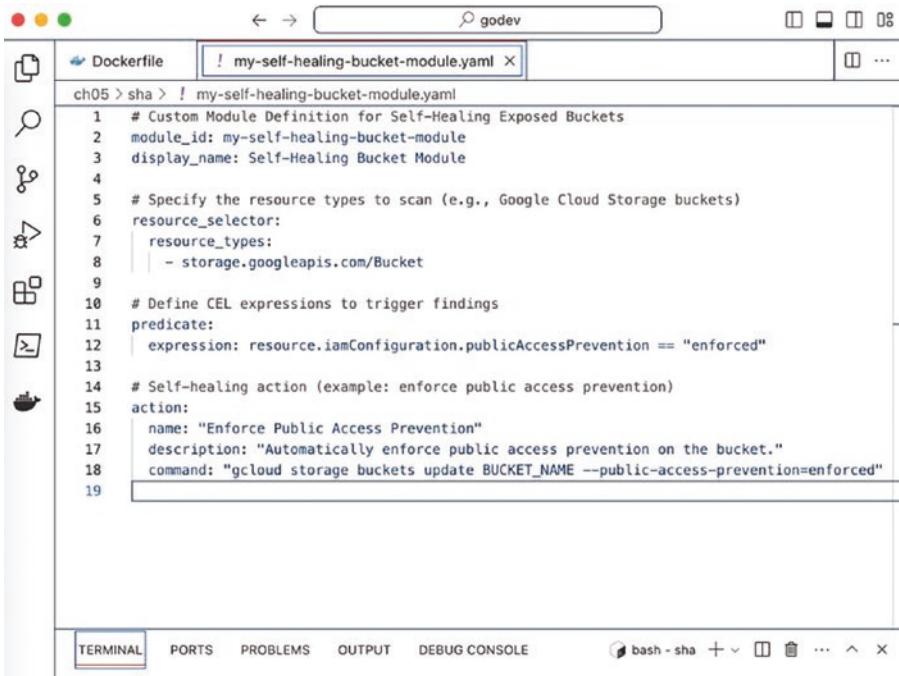 godev
Dockerfile
! my-self-healing-bucket-module.yaml ×
ch05 > sha > ! my-self-healing-bucket-module.yaml
1 # Custom Module Definition for Self-Healing Exposed Buckets
2 module_id: my-self-healing-bucket-module
3 display_name: Self-Healing Bucket Module
4
5 # Specify the resource types to scan (e.g., Google Cloud Storage buckets)
6 resource_selector:
7 resource_types:
8 - storage.googleapis.com/Bucket
9
10 # Define CEL expressions to trigger findings
11 predicate:
12 expression: resource.iamConfiguration.publicAccessPrevention == "enforced"
13
14 # Self-healing action (example: enforce public access prevention)
15 action:
16 name: "Enforce Public Access Prevention"
17 description: "Automatically enforce public access prevention on the bucket."
18 command: "gcloud storage buckets update BUCKET_NAME --public-access-prevention=enforced"
19
TERMINAL PORTS PROBLEMS OUTPUT DEBUG CONSOLE bash - sha